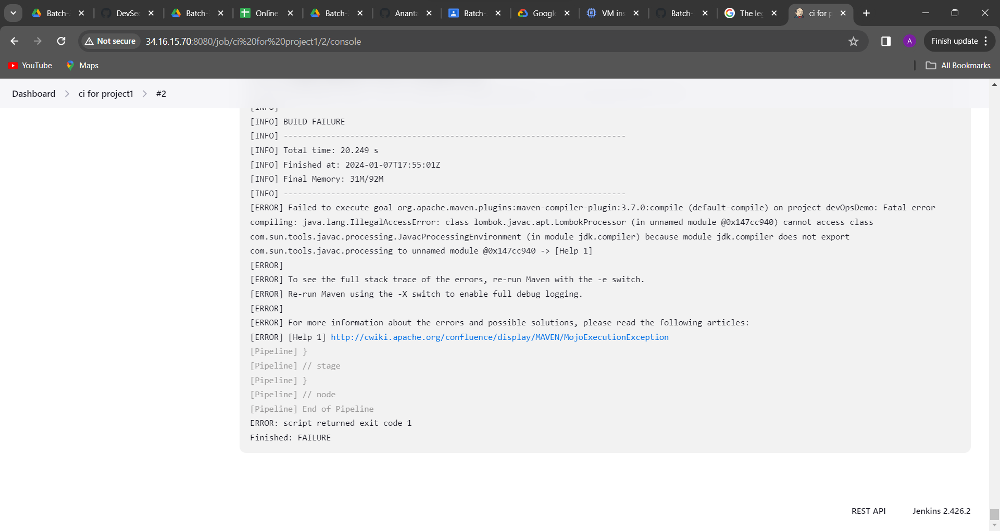 Batch-
DevSec
Batch-
Online
Batch-
Ananta
Batch-
Google
VM ins
Batch-
The le
ci for p
Not secure
34.16.15.70:8080/job/ci%20for%20project1/2/console
A
Finish update
YouTube
Maps
All Bookmarks
Dashboard
ci for project1
#2
[INFO]
[INFO] BUILD FAILURE
[INFO] ------------------------------------------------------------------------
[INFO] Total time: 20.249 s
[INFO] Finished at: 2024-01-07T17:55:01Z
[INFO] Final Memory: 31M/92M
[INFO] ------------------------------------------------------------------------
[ERROR] Failed to execute goal org.apache.maven.plugins:maven-compiler-plugin:3.7.0:compile (default-compile) on project devOpsDemo: Fatal error
compiling: java.lang.IllegalAccessError: class lombok.javac.apt.LombokProcessor (in unnamed module @0x147cc940) cannot access class
com.sun.tools.javac.processing.JavacProcessingEnvironment (in module jdk.compiler) because module jdk.compiler does not export
com.sun.tools.javac.processing to unnamed module @0x147cc940 -> [Help 1]
[ERROR]
[ERROR] To see the full stack trace of the errors, re-run Maven with the -e switch.
[ERROR] Re-run Maven using the -X switch to enable full debug logging.
[ERROR]
[ERROR] For more information about the errors and possible solutions, please read the following articles:
[ERROR] [Help 1] http://cwiki.apache.org/confluence/display/MAVEN/MojoExecutionException
[Pipeline] }
[Pipeline] // stage
[Pipeline] }
[Pipeline] // node
[Pipeline] End of Pipeline
ERROR: script returned exit code 1
Finished: FAILURE
REST API
Jenkins 2.426.2